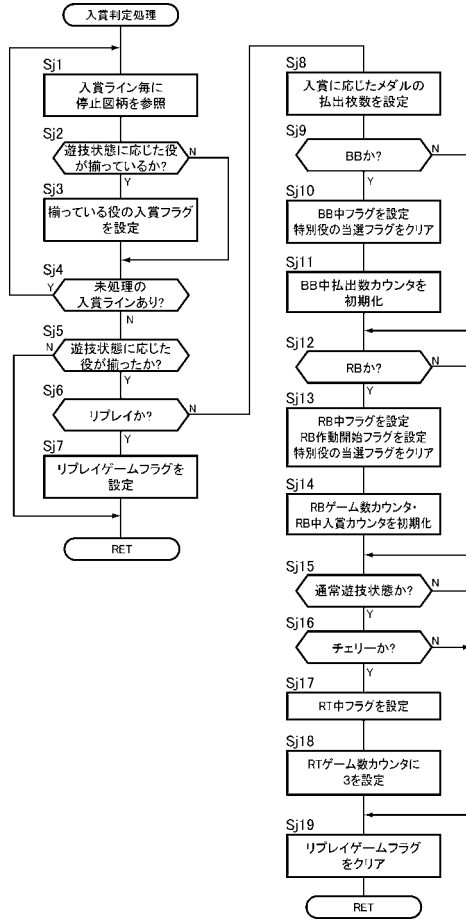 入賞判定処理
Sj1
入賞ライン毎に
停止図柄を参照
Sj2
遊技状態に応じた役
が揃っているか?
N
Y
Sj3
揃っている役の入賞フラグ
を設定
Sj4
未処理の
入賞ラインあり?
Y
N
Sj5
遊技状態に応じた
役が揃ったか?
N
Y
Sj6
リプレイか?
N
Y
Sj7
リプレイゲームフラグを
設定
RET
Sj8
入賞に応じたメダルの
払出枚数を設定
Sj9
BBか?
N
Y
Sj10
BB中フラグを設定
特別役の当選フラグをクリア
Sj11
BB中払出数カウンタを
初期化
Sj12
RBか?
N
Y
Sj13
RB中フラグを設定
RB作動開始フラグを設定
特別役の当選フラグをクリア
Sj14
RBゲーム数カウンタ・
RB中入賞カウンタを初期化
Sj15
通常遊技状態か?
N
Y
Sj16
チェリーか?
N
Y
Sj17
RT中フラグを設定
Sj18
RTゲーム数カウンタに
3を設定
Sj19
リプレイゲームフラグ
をクリア
RET